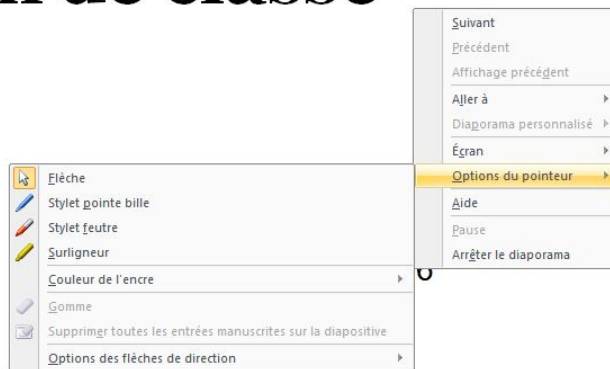 de classe
Suivant
Précédent
Affichage précédent
Aller à
Diaporama personnalisé
Écran
Options du pointeur
Aide
Pause
Arrêter le diaporama
Flèche
Stylet pointe bille
Stylet feutre
Surligneur
Couleur de l'encre
Gomme
Supprimer toutes les entrées manuscrites sur la diapositive
Options des flèches de direction